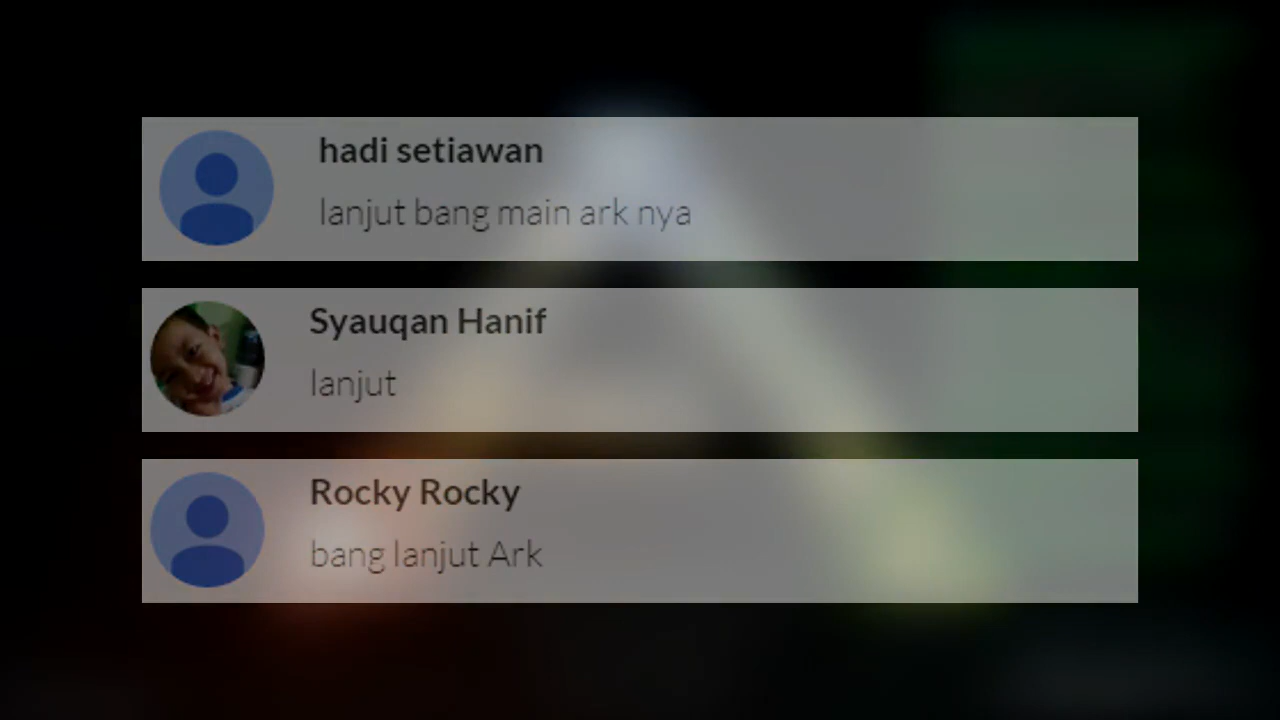 hadi setiawan
lanjut bang main ark nya
Syauqan Hanif
lanjut
Rocky Rocky
bang lanjut Ark